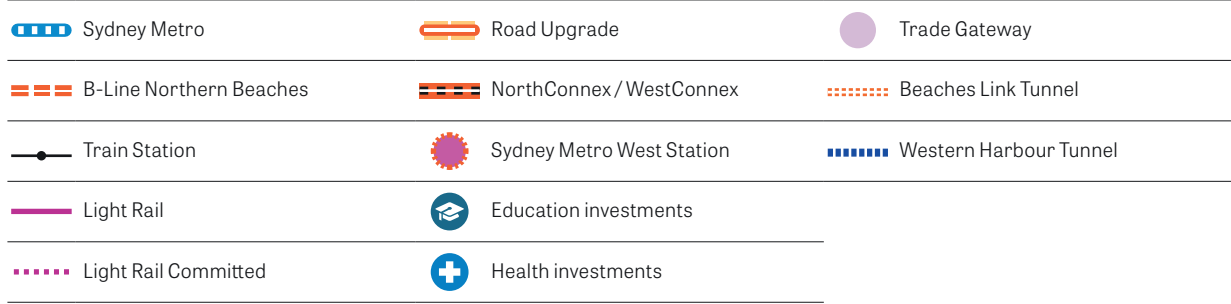 Sydney Metro
Road Upgrade
Trade Gateway
B-Line Northern Beaches
NorthConnex / WestConnex
Beaches Link Tunnel
Train Station
Sydney Metro West Station
Western Harbour Tunnel
Light Rail
Education investments
Light Rail Committed
Health investments